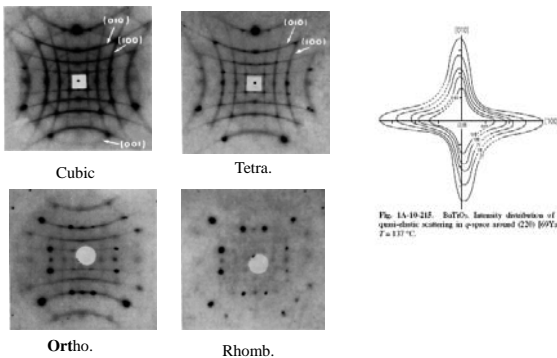 (010)
(100)
(001)
Cubic
(010)
(100)
Tetra.
[010]
[100]
Fig. 1A-10-215. BaTiO₃. Intensity distribution of
quasi-elastic scattering in q-space around (220) [69Ya
T = 137 °C.
Ortho.
Rhomb.